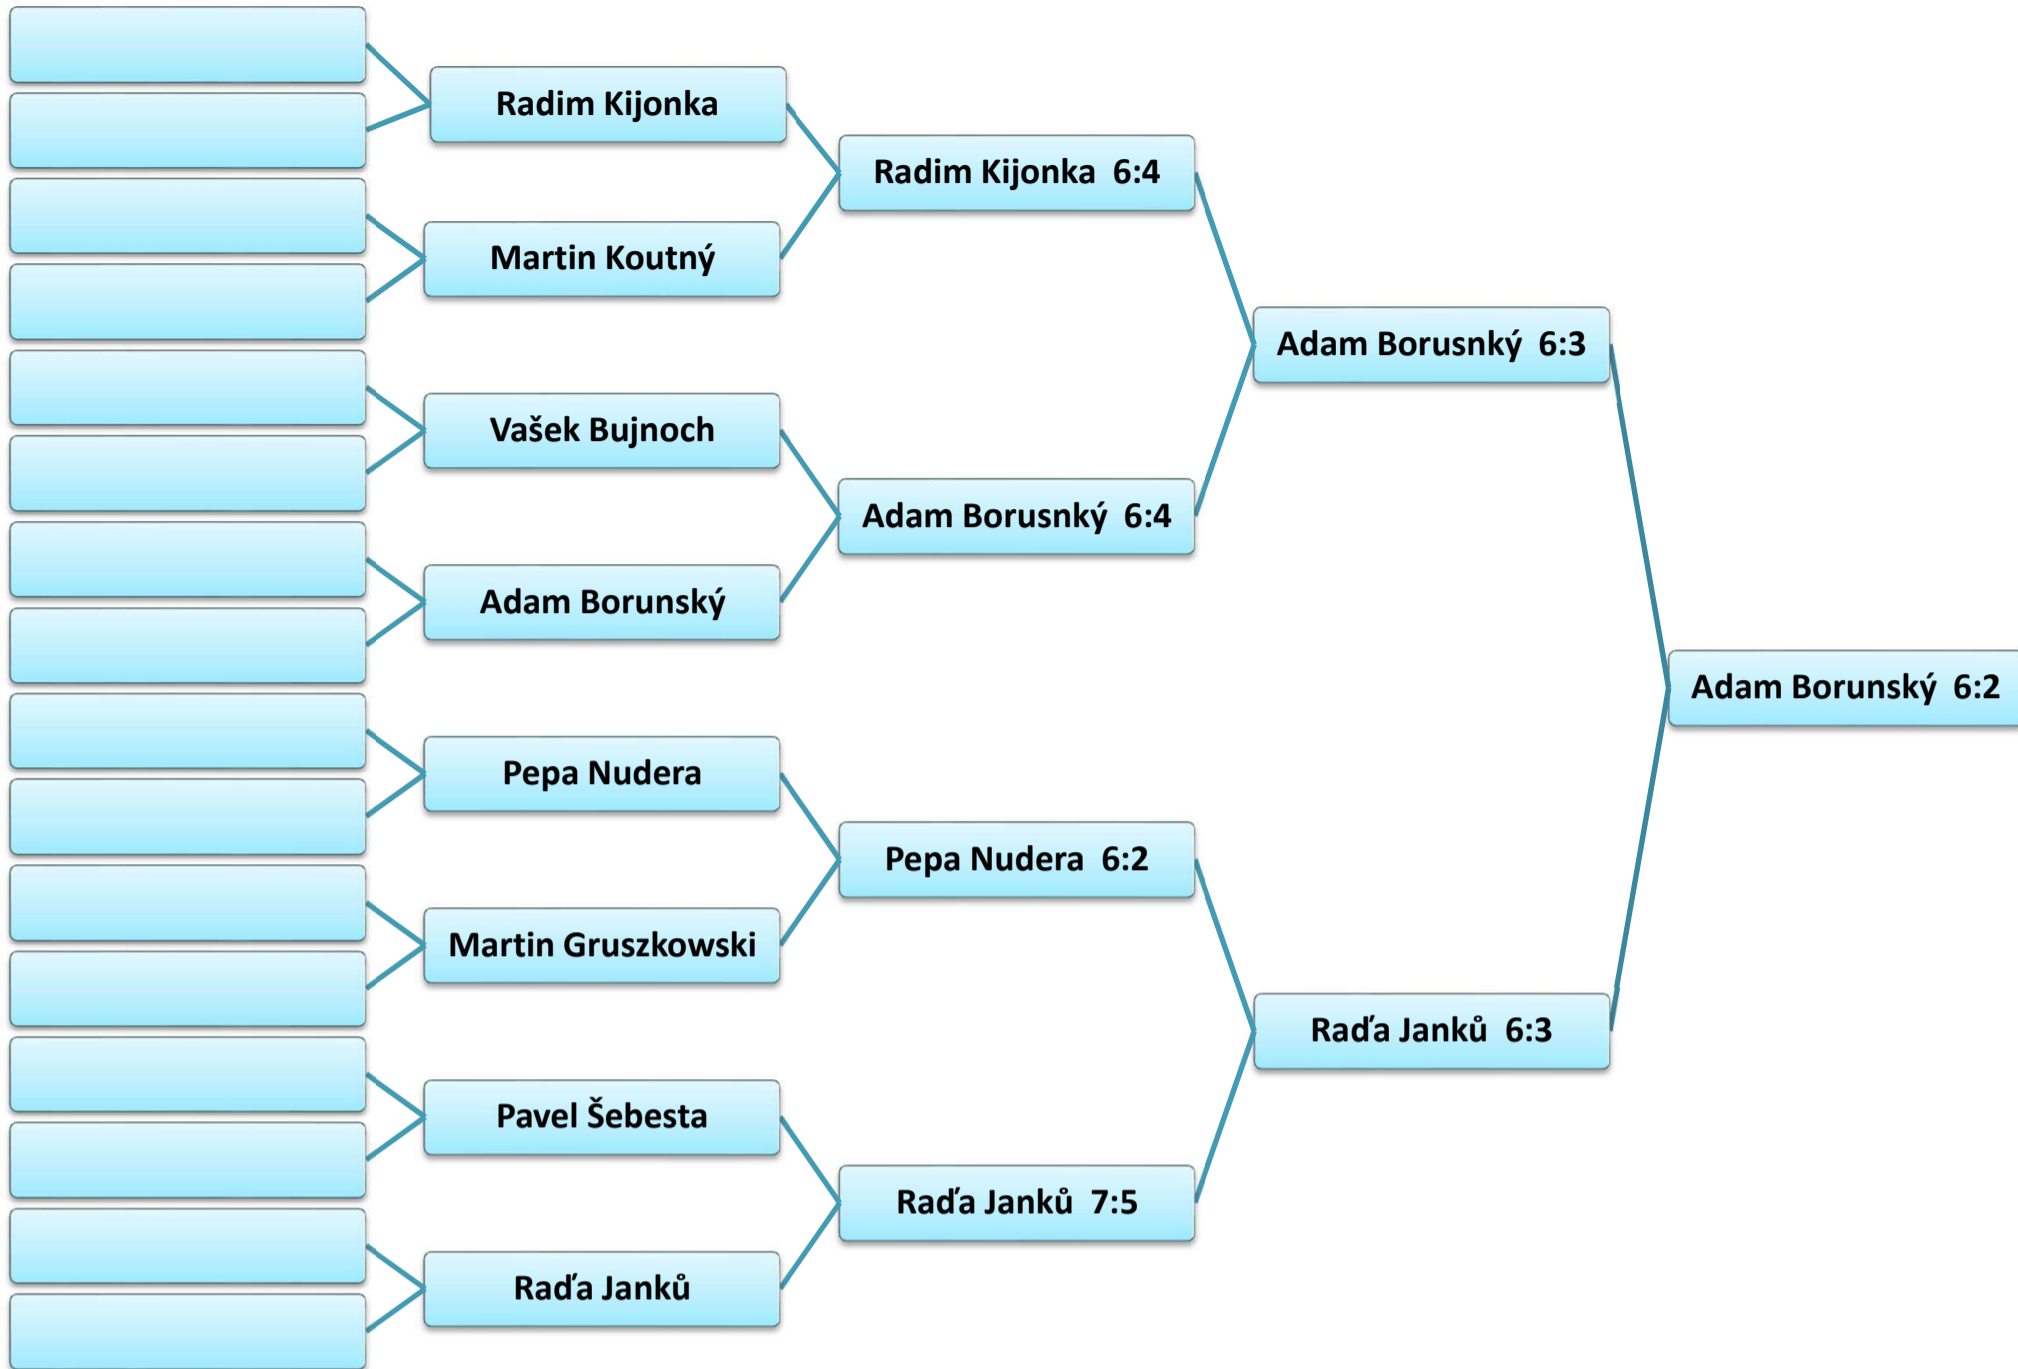 Radim Kijonka
Radim Kijonka 6:4
Martin Koutný
Adam Borusnký 6:3
Vašek Bujnoch
Adam Borusnký 6:4
Adam Borunský
Adam Borunský 6:2
Pepa Nudera
Pepa Nudera 6:2
Martin Gruszkowski
Raďa Janků 6:3
Pavel Šebesta
Raďa Janků 7:5
Raďa Janků